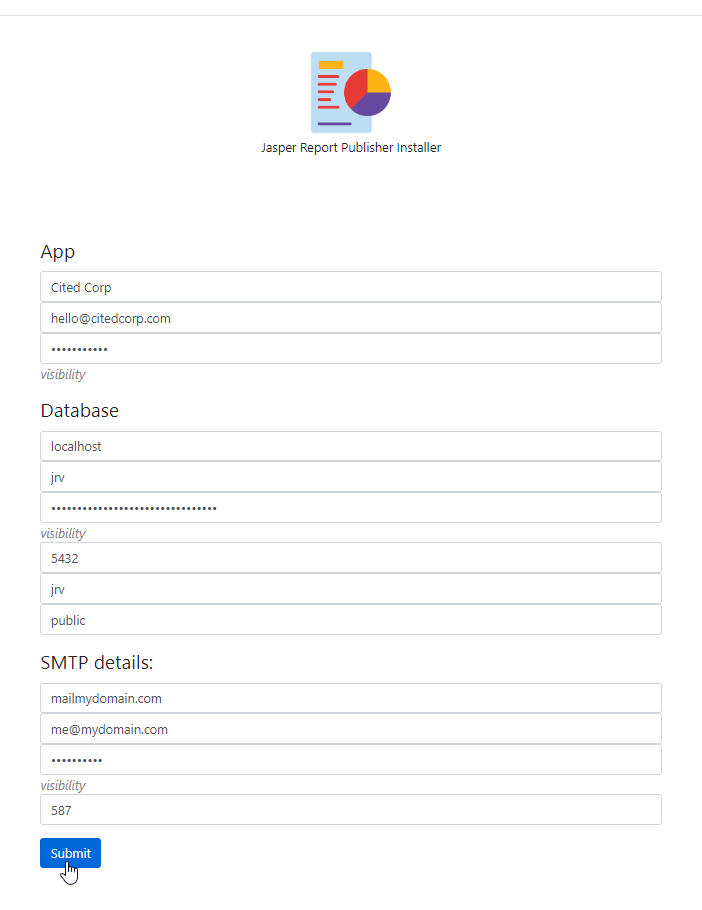 Jasper Report Publisher Installer
App
Cited Corp
hello@citedcorp.com
•••••••••••
visibility
Database
localhost
jrv
••••••••••••••••••••••••••••••••
visibility
5432
jrv
public
SMTP details:
mailmydomain.com
me@mydomain.com
••••••••••
visibility
587
Submit